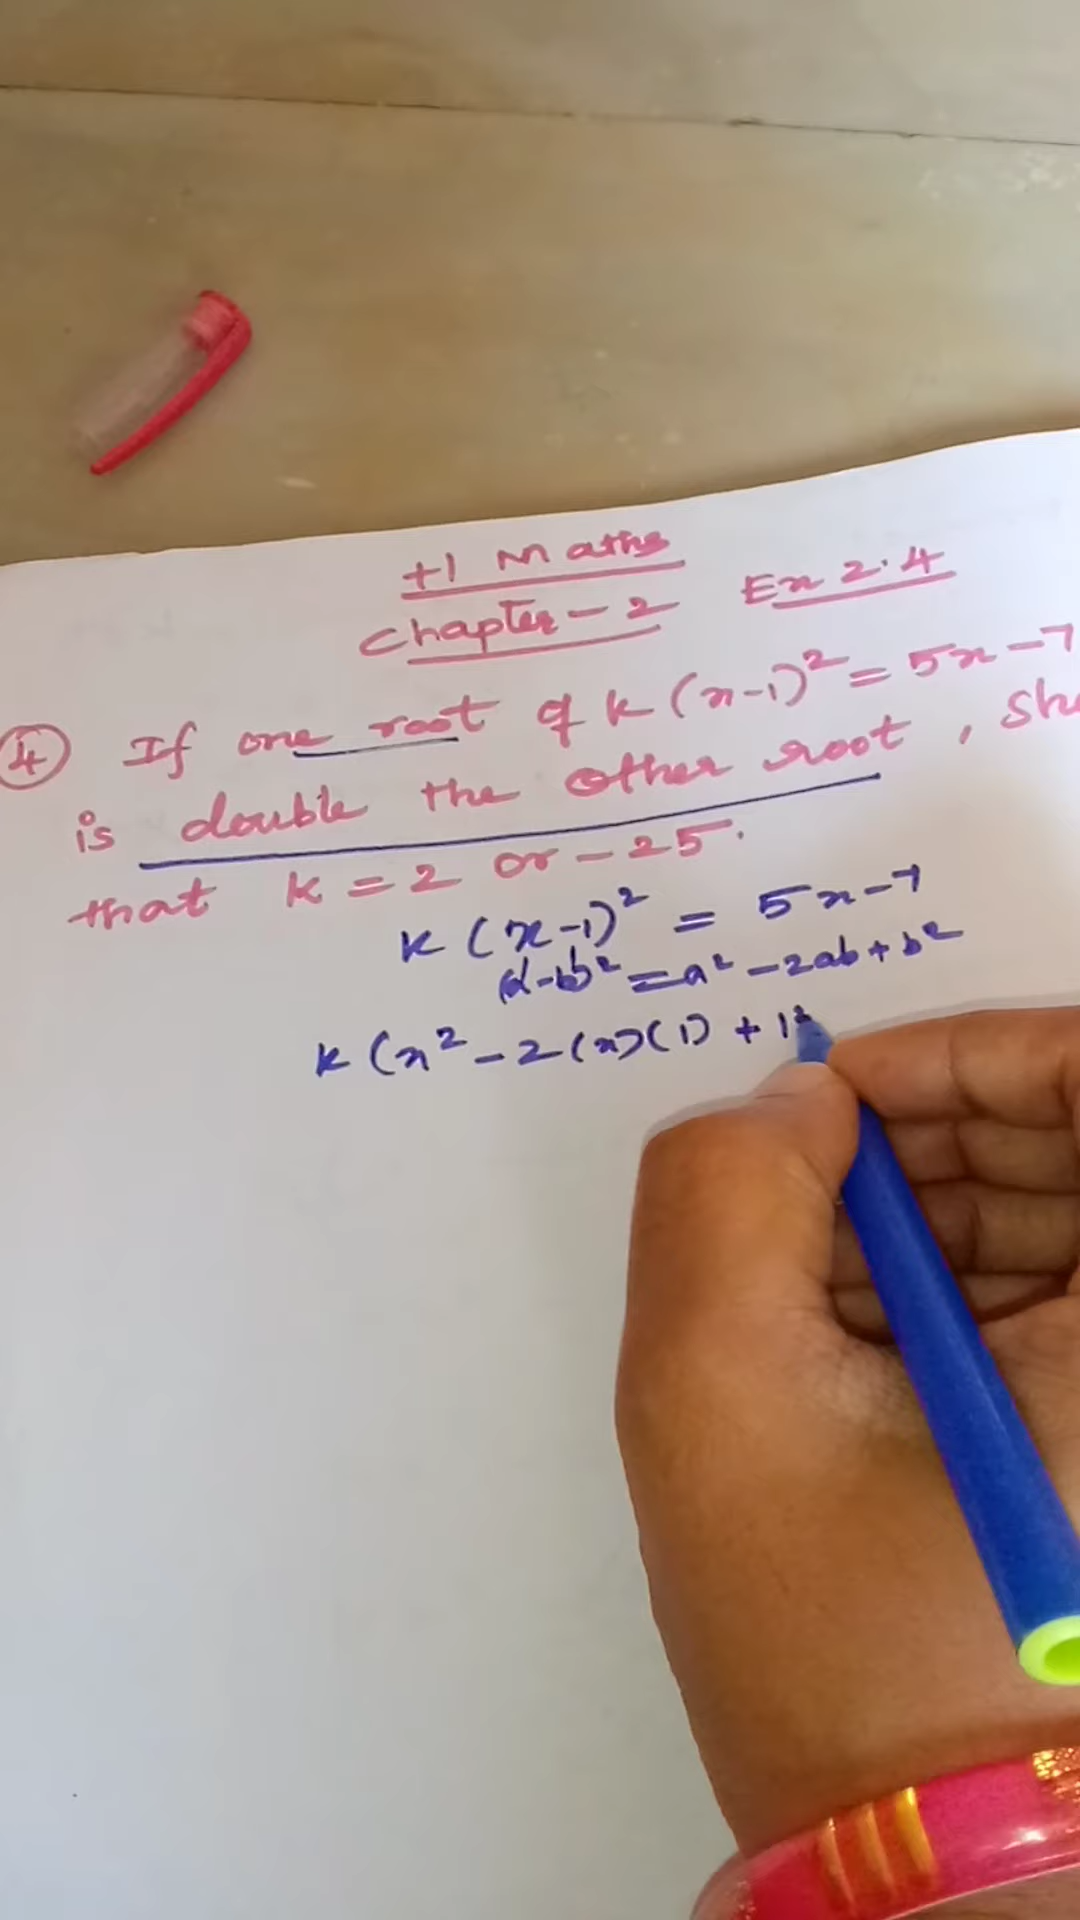 +1 Maths
Chapter-2 Ex 2.4
④ If one root of k(x-1)² = 5x-7
is double the other root, sho
that k = 2 or -25.
k(x-1)² = 5x-7
(a-b)² = a² - 2ab + b²
k(x² - 2(x)(1) + 1²